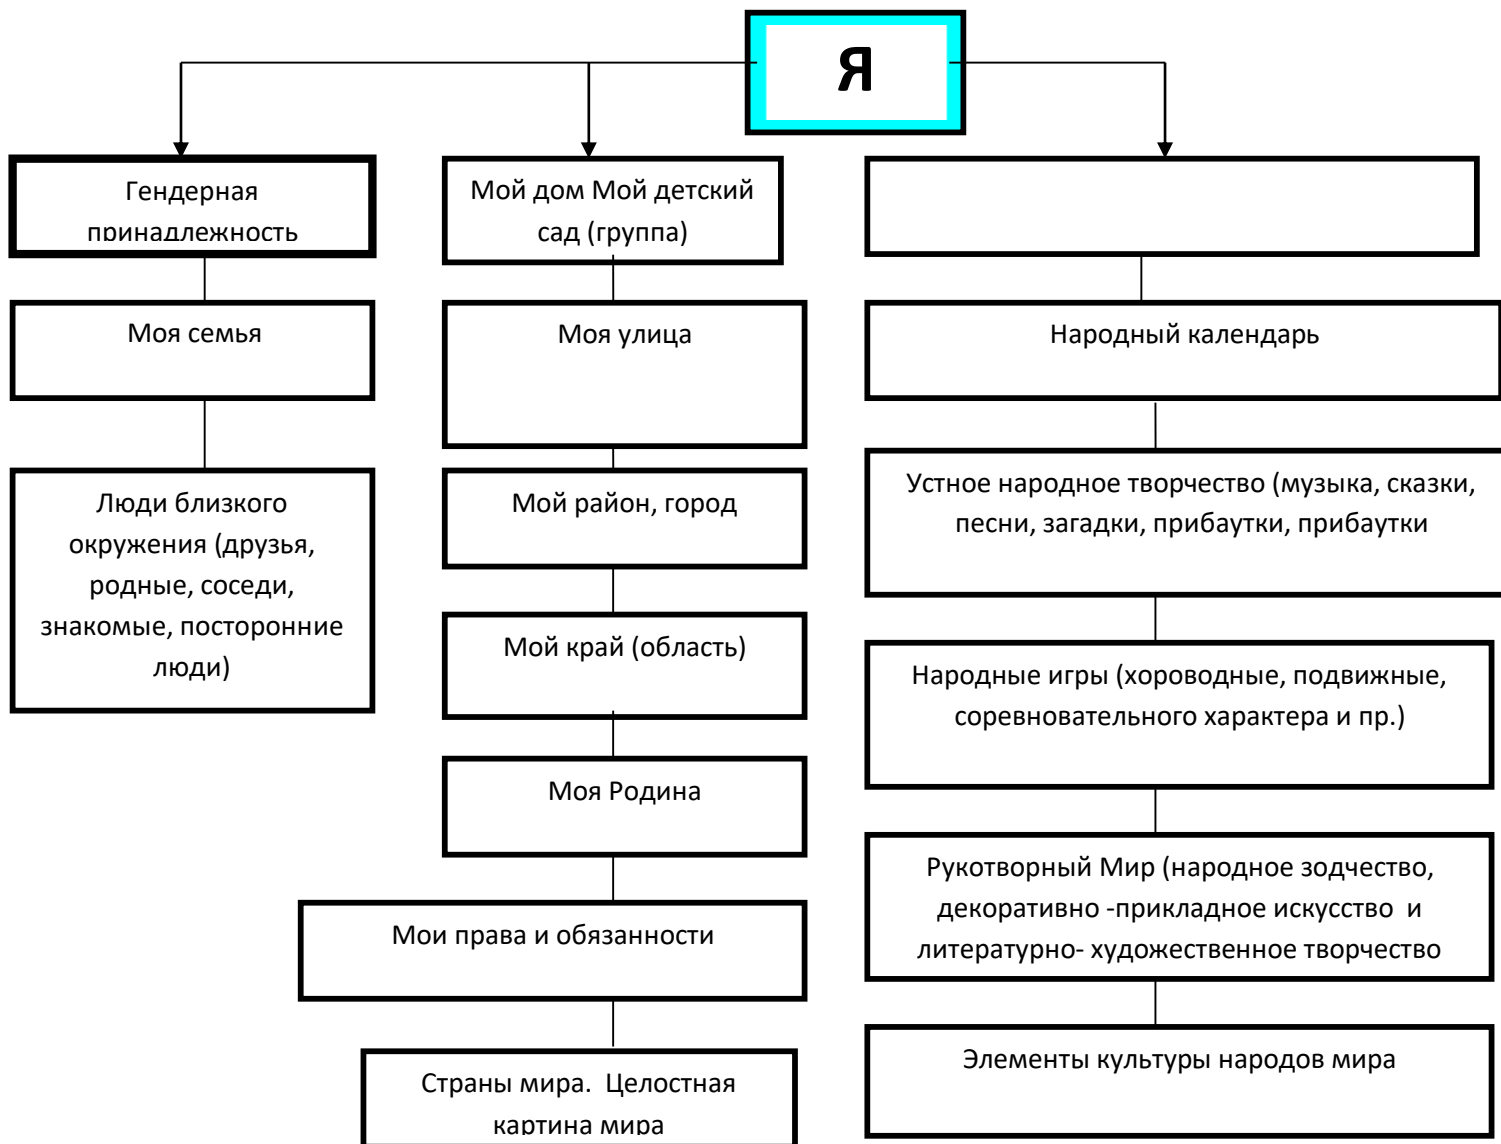 Я
Гендерная
принадлежность
Моя семья
Люди близкого
окружения (друзья,
родные, соседи,
знакомые, посторонние
люди)
Мой дом Мой детский
сад (группа)
Моя улица
Мой район, город
Мой край (область)
Моя Родина
Мои права и обязанности
Страны мира.  Целостная
картина мира
Народный календарь
Устное народное творчество (музыка, сказки,
песни, загадки, прибаутки, прибаутки
Народные игры (хороводные, подвижные,
соревновательного характера и пр.)
Рукотворный Мир (народное зодчество,
декоративно -прикладное искусство  и
литературно- художественное творчество
Элементы культуры народов мира